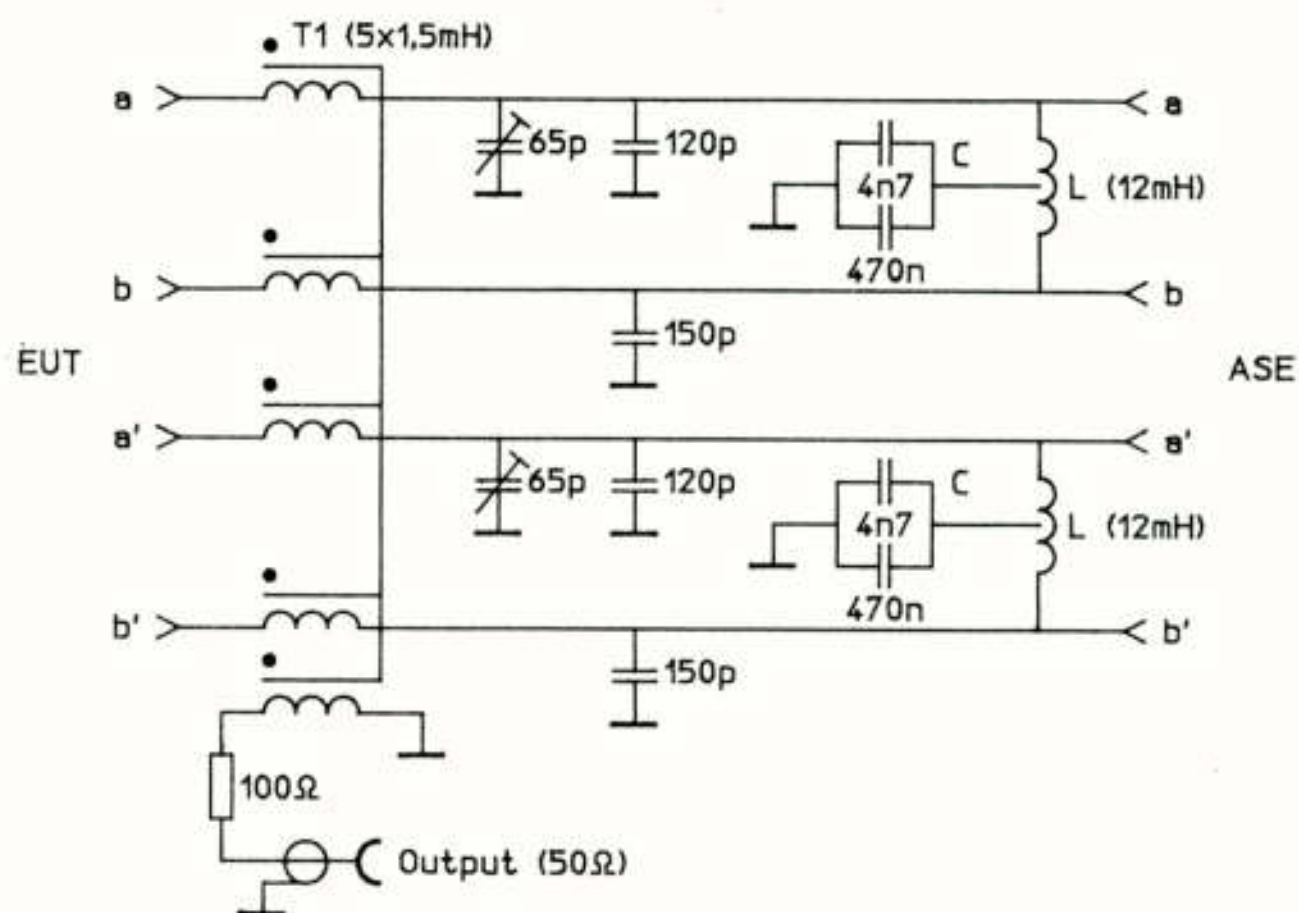 T1 (5x1,5mH)
a
a
65p
120p
4n7
C
L (12mH)
470n
b
b
150p
EUT
ASE
a'
a'
65p
120p
4n7
C
L (12mH)
470n
b'
b'
150p
100Ω
Output (50Ω)